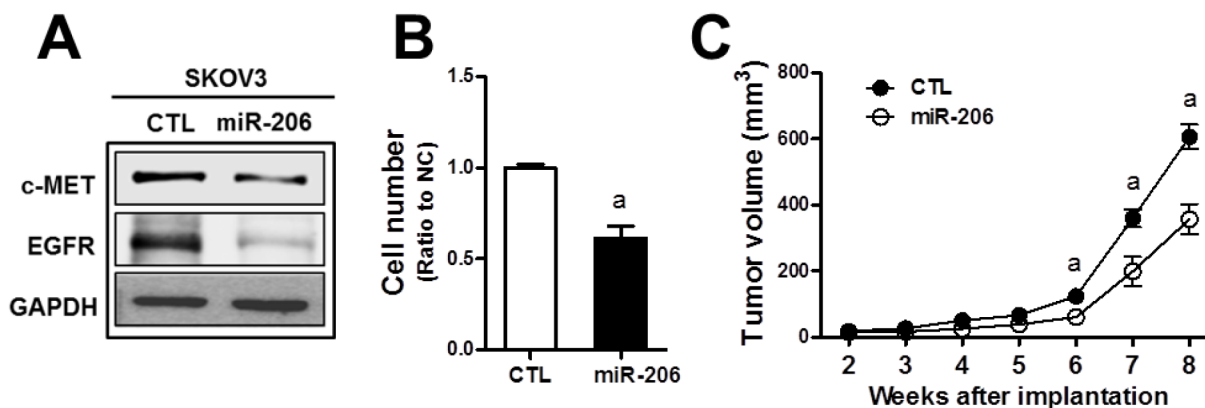 A
SKOV3
CTL miR-206
c-MET
EGFR
GAPDH
B
Cell number
(Ratio to NC)
1.5
1.0
0.5
0.0
a
CTL miR-206
C
Tumor volume (mm³)
800
600
400
200
0
CTL
miR-206
a
a
a
2 3 4 5 6 7 8
Weeks after implantation